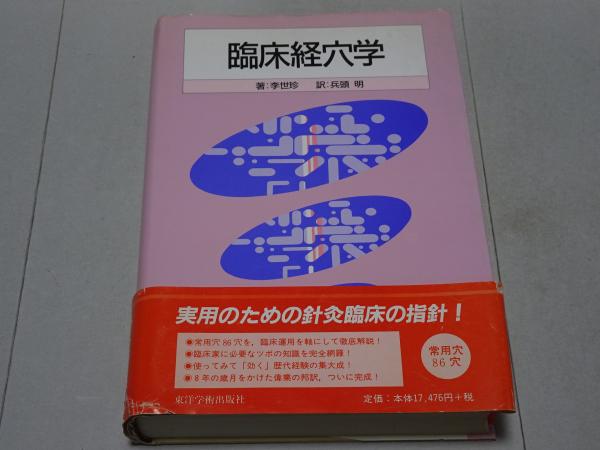 臨床経穴学
著:李世珍 訳:兵頭 明
実用のための針灸臨床の指針!
●常用穴86穴を,臨床運用を軸にして徹底解説!
●臨床家に必要なツボの知識を完全網羅!
●使ってみて「効く」歴代経験の集大成!
●8年の歳月をかけた偉業の邦訳,ついに完成!
常用穴
86穴
東洋学術出版社
定価:本体17,476円+税